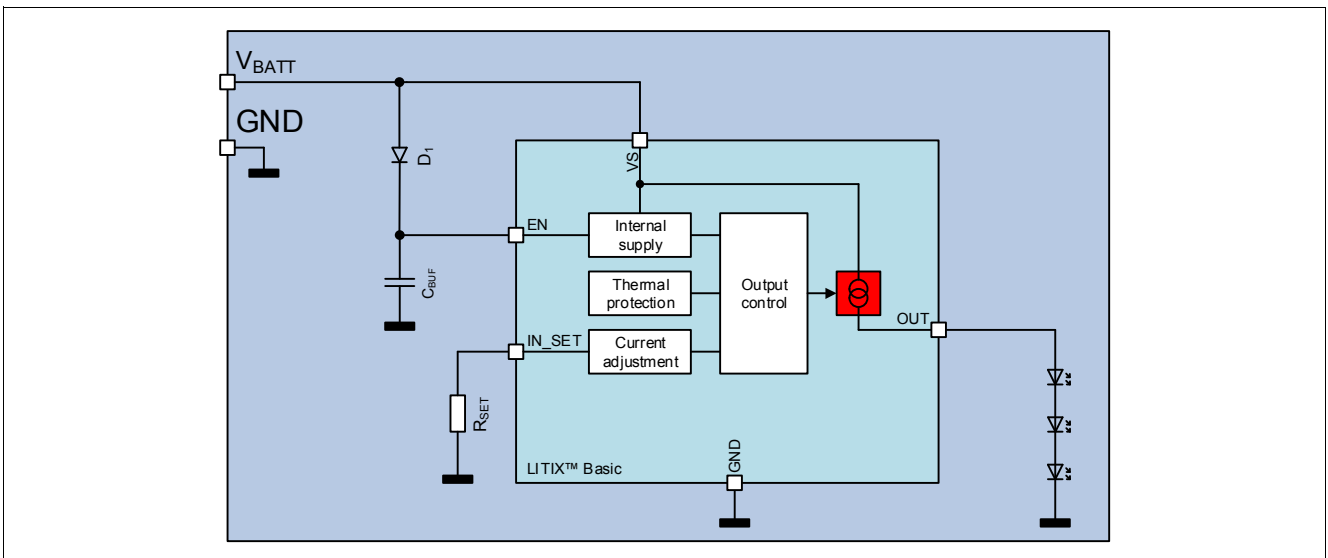 VBATT
GND
D1
VS
EN
Internal
supply
CBUF
Thermal
protection
Output
control
OUT
IN_SET
Current
adjustment
RSET
GND
LITIX™ Basic